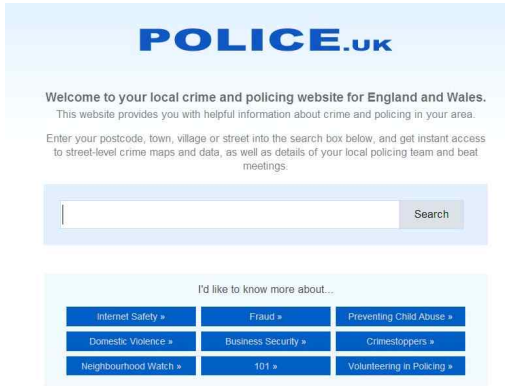 POLICE.UK
Welcome to your local crime and policing website for England and Wales.
This website provides you with helpful information about crime and policing in your area.
Enter your postcode, town, village or street into the search box below, and get instant access
to street-level crime maps and data, as well as details of your local policing team and beat
meetings.
Search
I'd like to know more about...
Internet Safety » Fraud » Preventing Child Abuse »
Domestic Violence » Business Security » Crimestoppers »
Neighbourhood Watch » 101 » Volunteering in Policing »